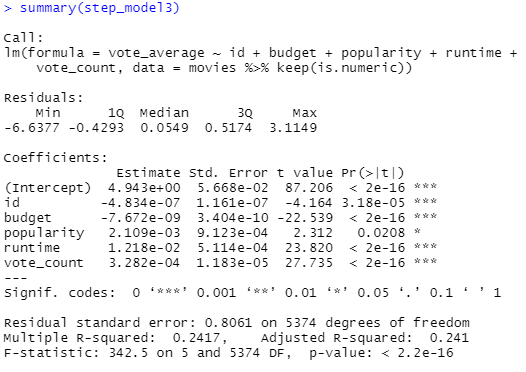 > summary(step_model3)
Call:
lm(formula = vote_average ~ id + budget + popularity + runtime +
    vote_count, data = movies %>% keep(is.numeric))
Residuals:
    Min      1Q  Median      3Q     Max
-6.6377 -0.4293  0.0549  0.5174  3.1149
Coefficients:
              Estimate Std. Error t value Pr(>|t|)
(Intercept)  4.943e+00  5.668e-02  87.206  < 2e-16 ***
id          -4.834e-07  1.161e-07  -4.164 3.18e-05 ***
budget      -7.672e-09  3.404e-10 -22.539  < 2e-16 ***
popularity   2.109e-03  9.123e-04   2.312   0.0208 *
runtime      1.218e-02  5.114e-04  23.820  < 2e-16 ***
vote_count   3.282e-04  1.183e-05  27.735  < 2e-16 ***
---
Signif. codes:  0 ‘***’ 0.001 ‘**’ 0.01 ‘*’ 0.05 ‘.’ 0.1 ‘ ’ 1
Residual standard error: 0.8061 on 5374 degrees of freedom
Multiple R-squared:  0.2417,    Adjusted R-squared:  0.241
F-statistic: 342.5 on 5 and 5374 DF,  p-value: < 2.2e-16